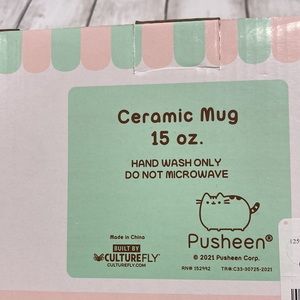 Ceramic Mug
15 oz.
HAND WASH ONLY
DO NOT MICROWAVE
Made in China
BUILT BY
CULTUREFLY
CULTUREFLY.COM
Pusheen®
© 2021 Pusheen Corp.
RN# 152992
TR#:C33-30725-2021